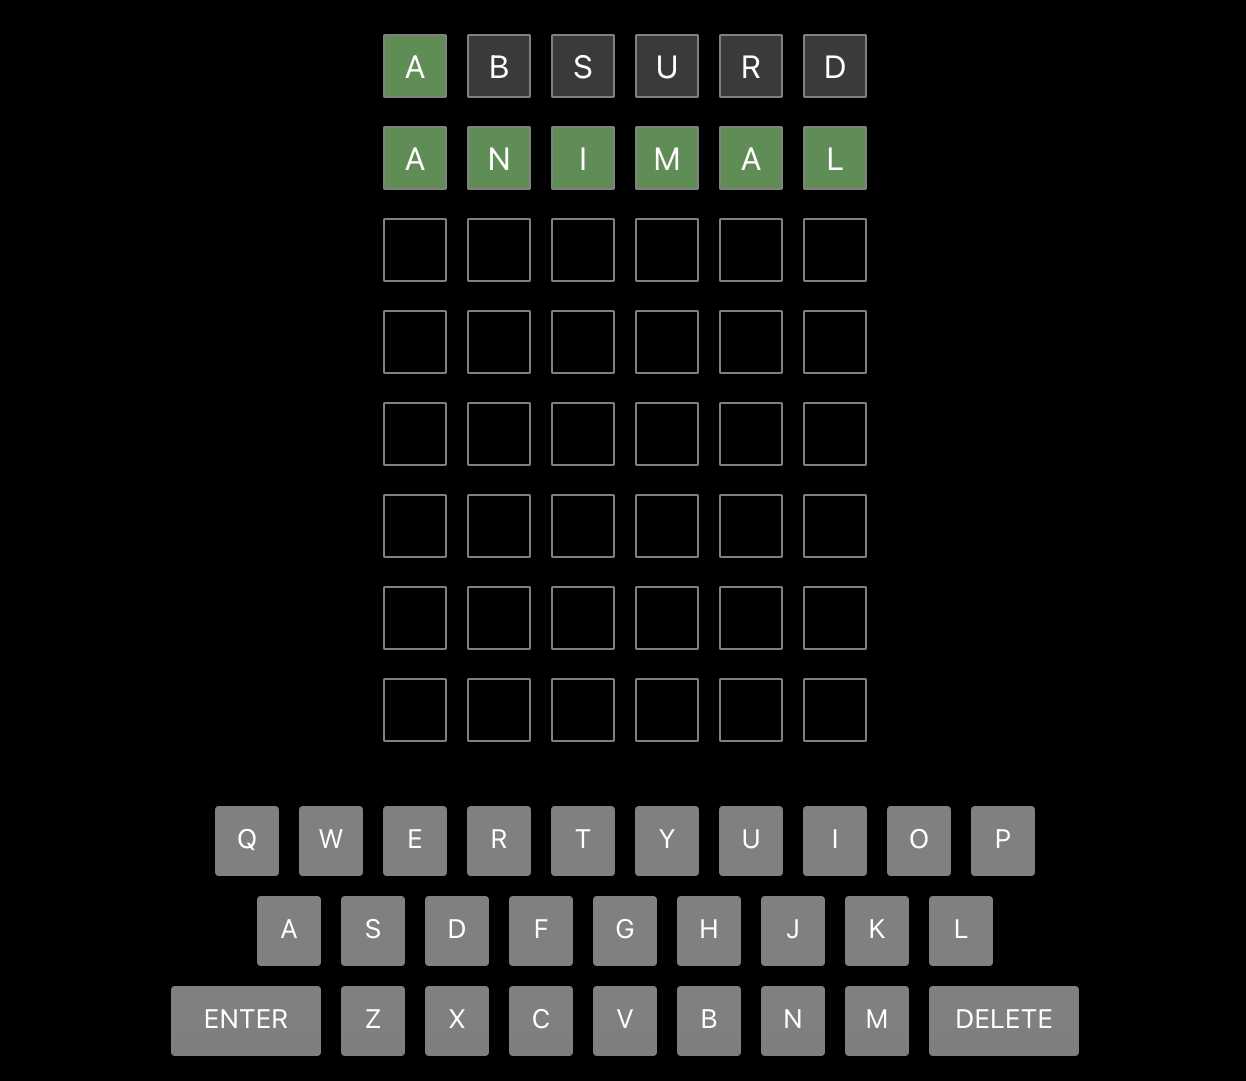 A B S U R D
A N I M A L
Q W E R T Y U I O P
A S D F G H J K L
ENTER Z X C V B N M DELETE